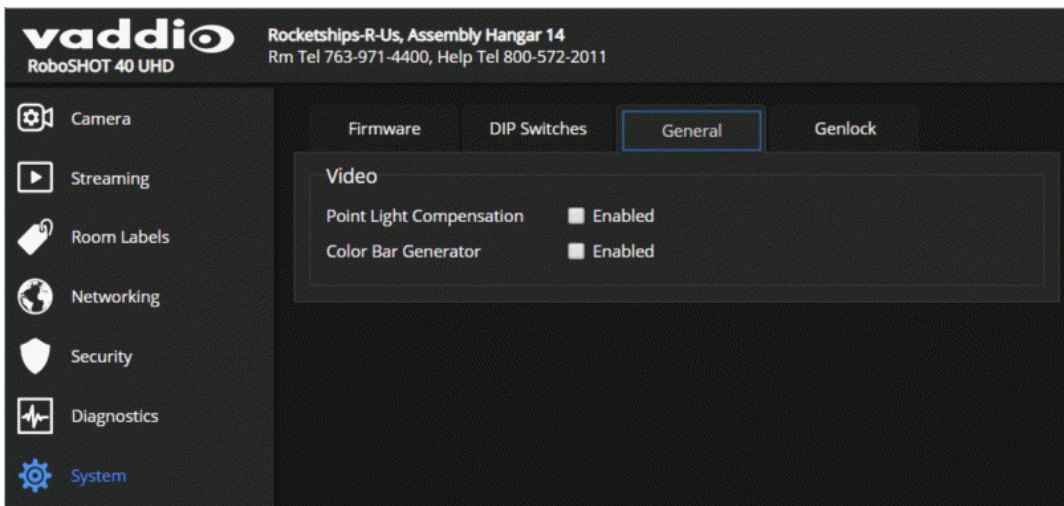 vaddio
RoboSHOT 40 UHD
Rocketships-R-Us, Assembly Hangar 14
Rm Tel 763-971-4400, Help Tel 800-572-2011
Camera
Streaming
Room Labels
Networking
Security
Diagnostics
System
Firmware DIP Switches General Genlock
Video
Point Light Compensation Enabled
Color Bar Generator Enabled